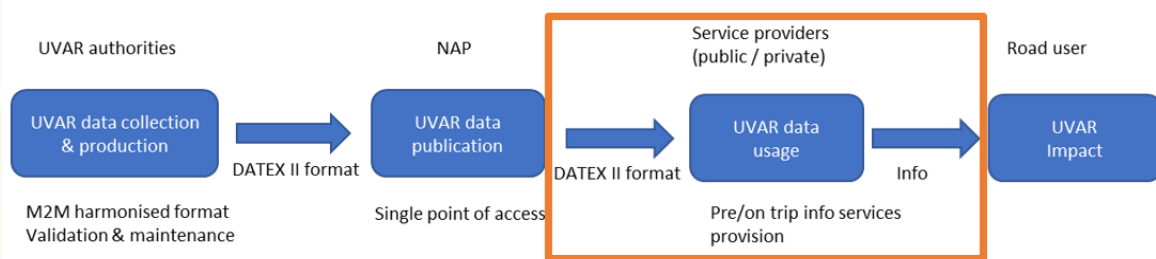 UVAR authorities
NAP
Service providers
(public / private)
Road user
UVAR data collection
& production
DATEX II format
UVAR data
publication
DATEX II format
UVAR data
usage
Info
UVAR
Impact
M2M harmonised format
Validation & maintenance
Single point of access
Pre/on trip info services
provision